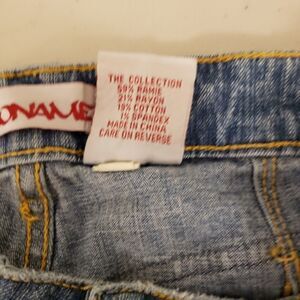 ONAME
THE COLLECTION
59% RAMIE
21% RAYON
19% COTTON
1% SPANDEX
MADE IN CHINA
CARE ON REVERSE